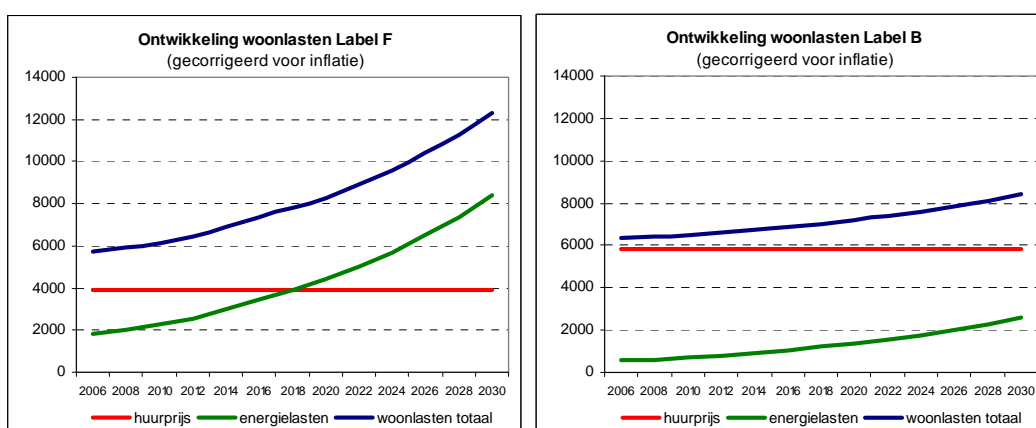 Ontwikkeling woonlasten Label F
(gecorrigeerd voor inflatie)
14000
12000
10000
8000
6000
4000
2000
0
2006 2008 2010 2012 2014 2016 2018 2020 2022 2024 2026 2028 2030
huurprijs energielasten woonlasten totaal
Ontwikkeling woonlasten Label B
(gecorrigeerd voor inflatie)
14000
12000
10000
8000
6000
4000
2000
0
2006 2008 2010 2012 2014 2016 2018 2020 2022 2024 2026 2028 2030
huurprijs energielasten woonlasten totaal